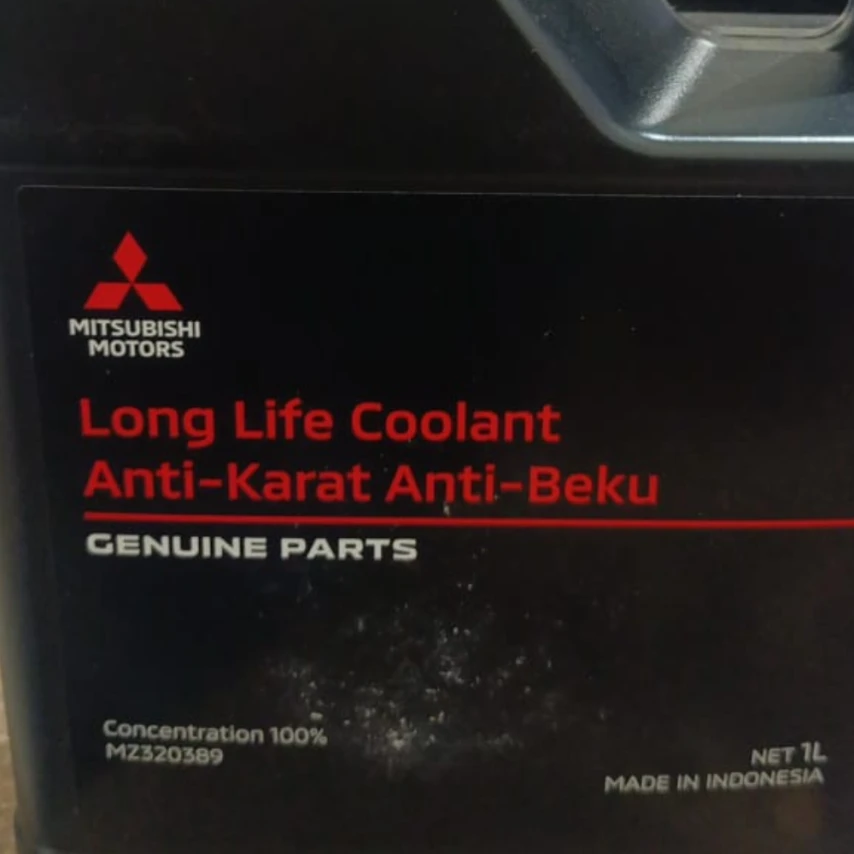 MITSUBISHI
MOTORS
Long Life Coolant
Anti-Karat Anti-Beku
GENUINE PARTS
Concentration 100%
MZ320389
NET 1L
MADE IN INDONESIA